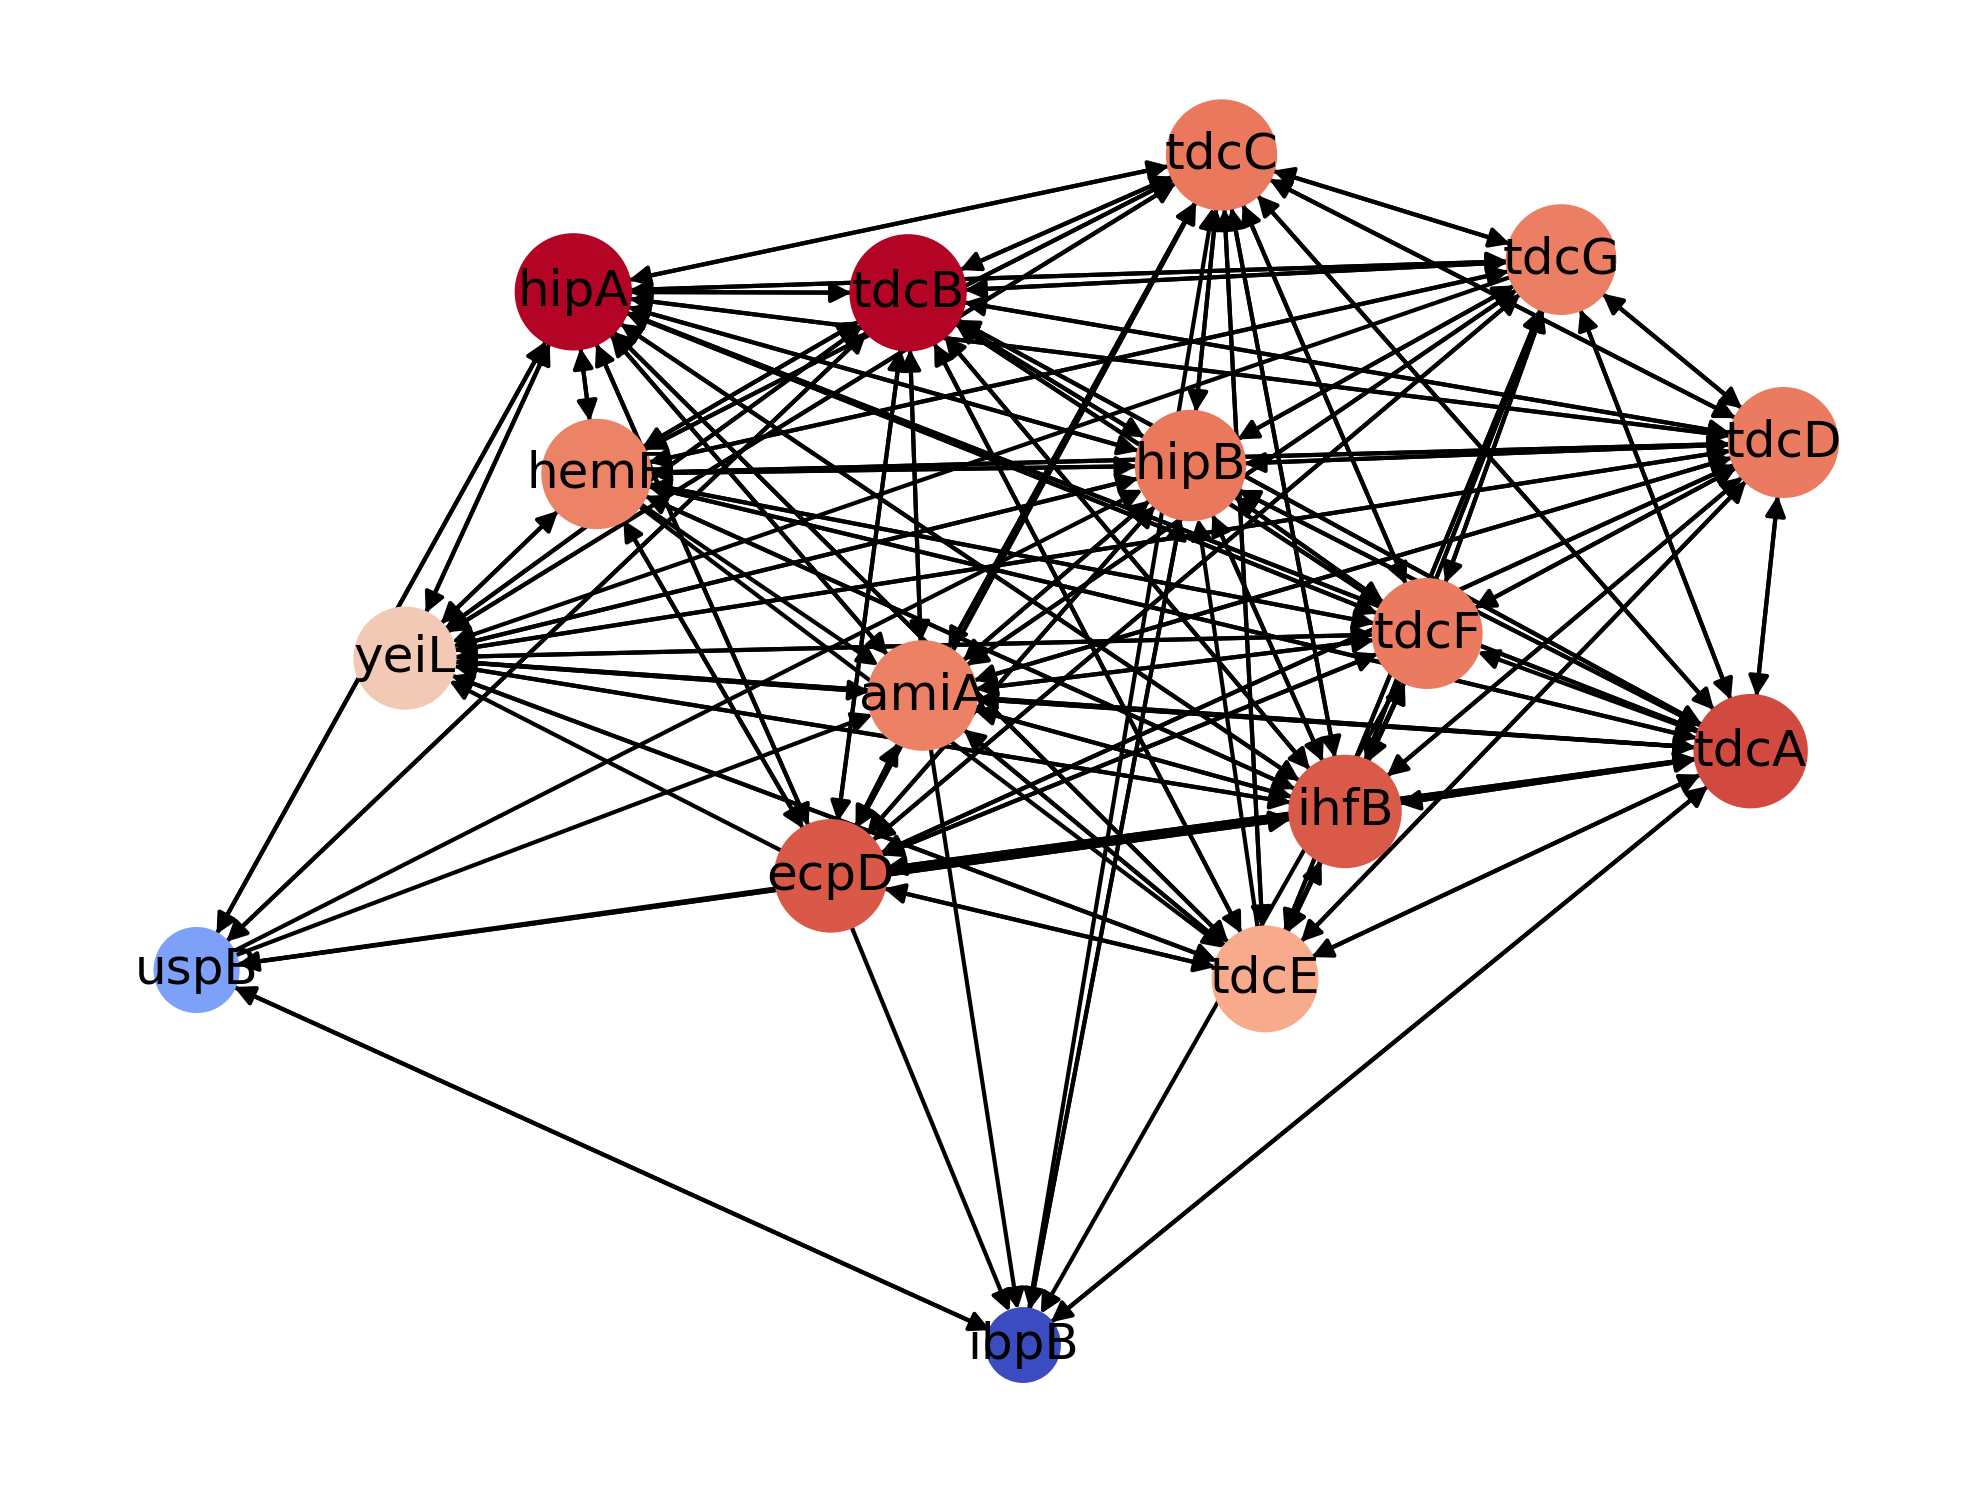 tdcC
tdcG
hipA
tdcB
tdcD
hipB
hemF
tdcF
yeiL
amiA
tdcA
ihfB
ecpD
uspB
tdcE
ibpB